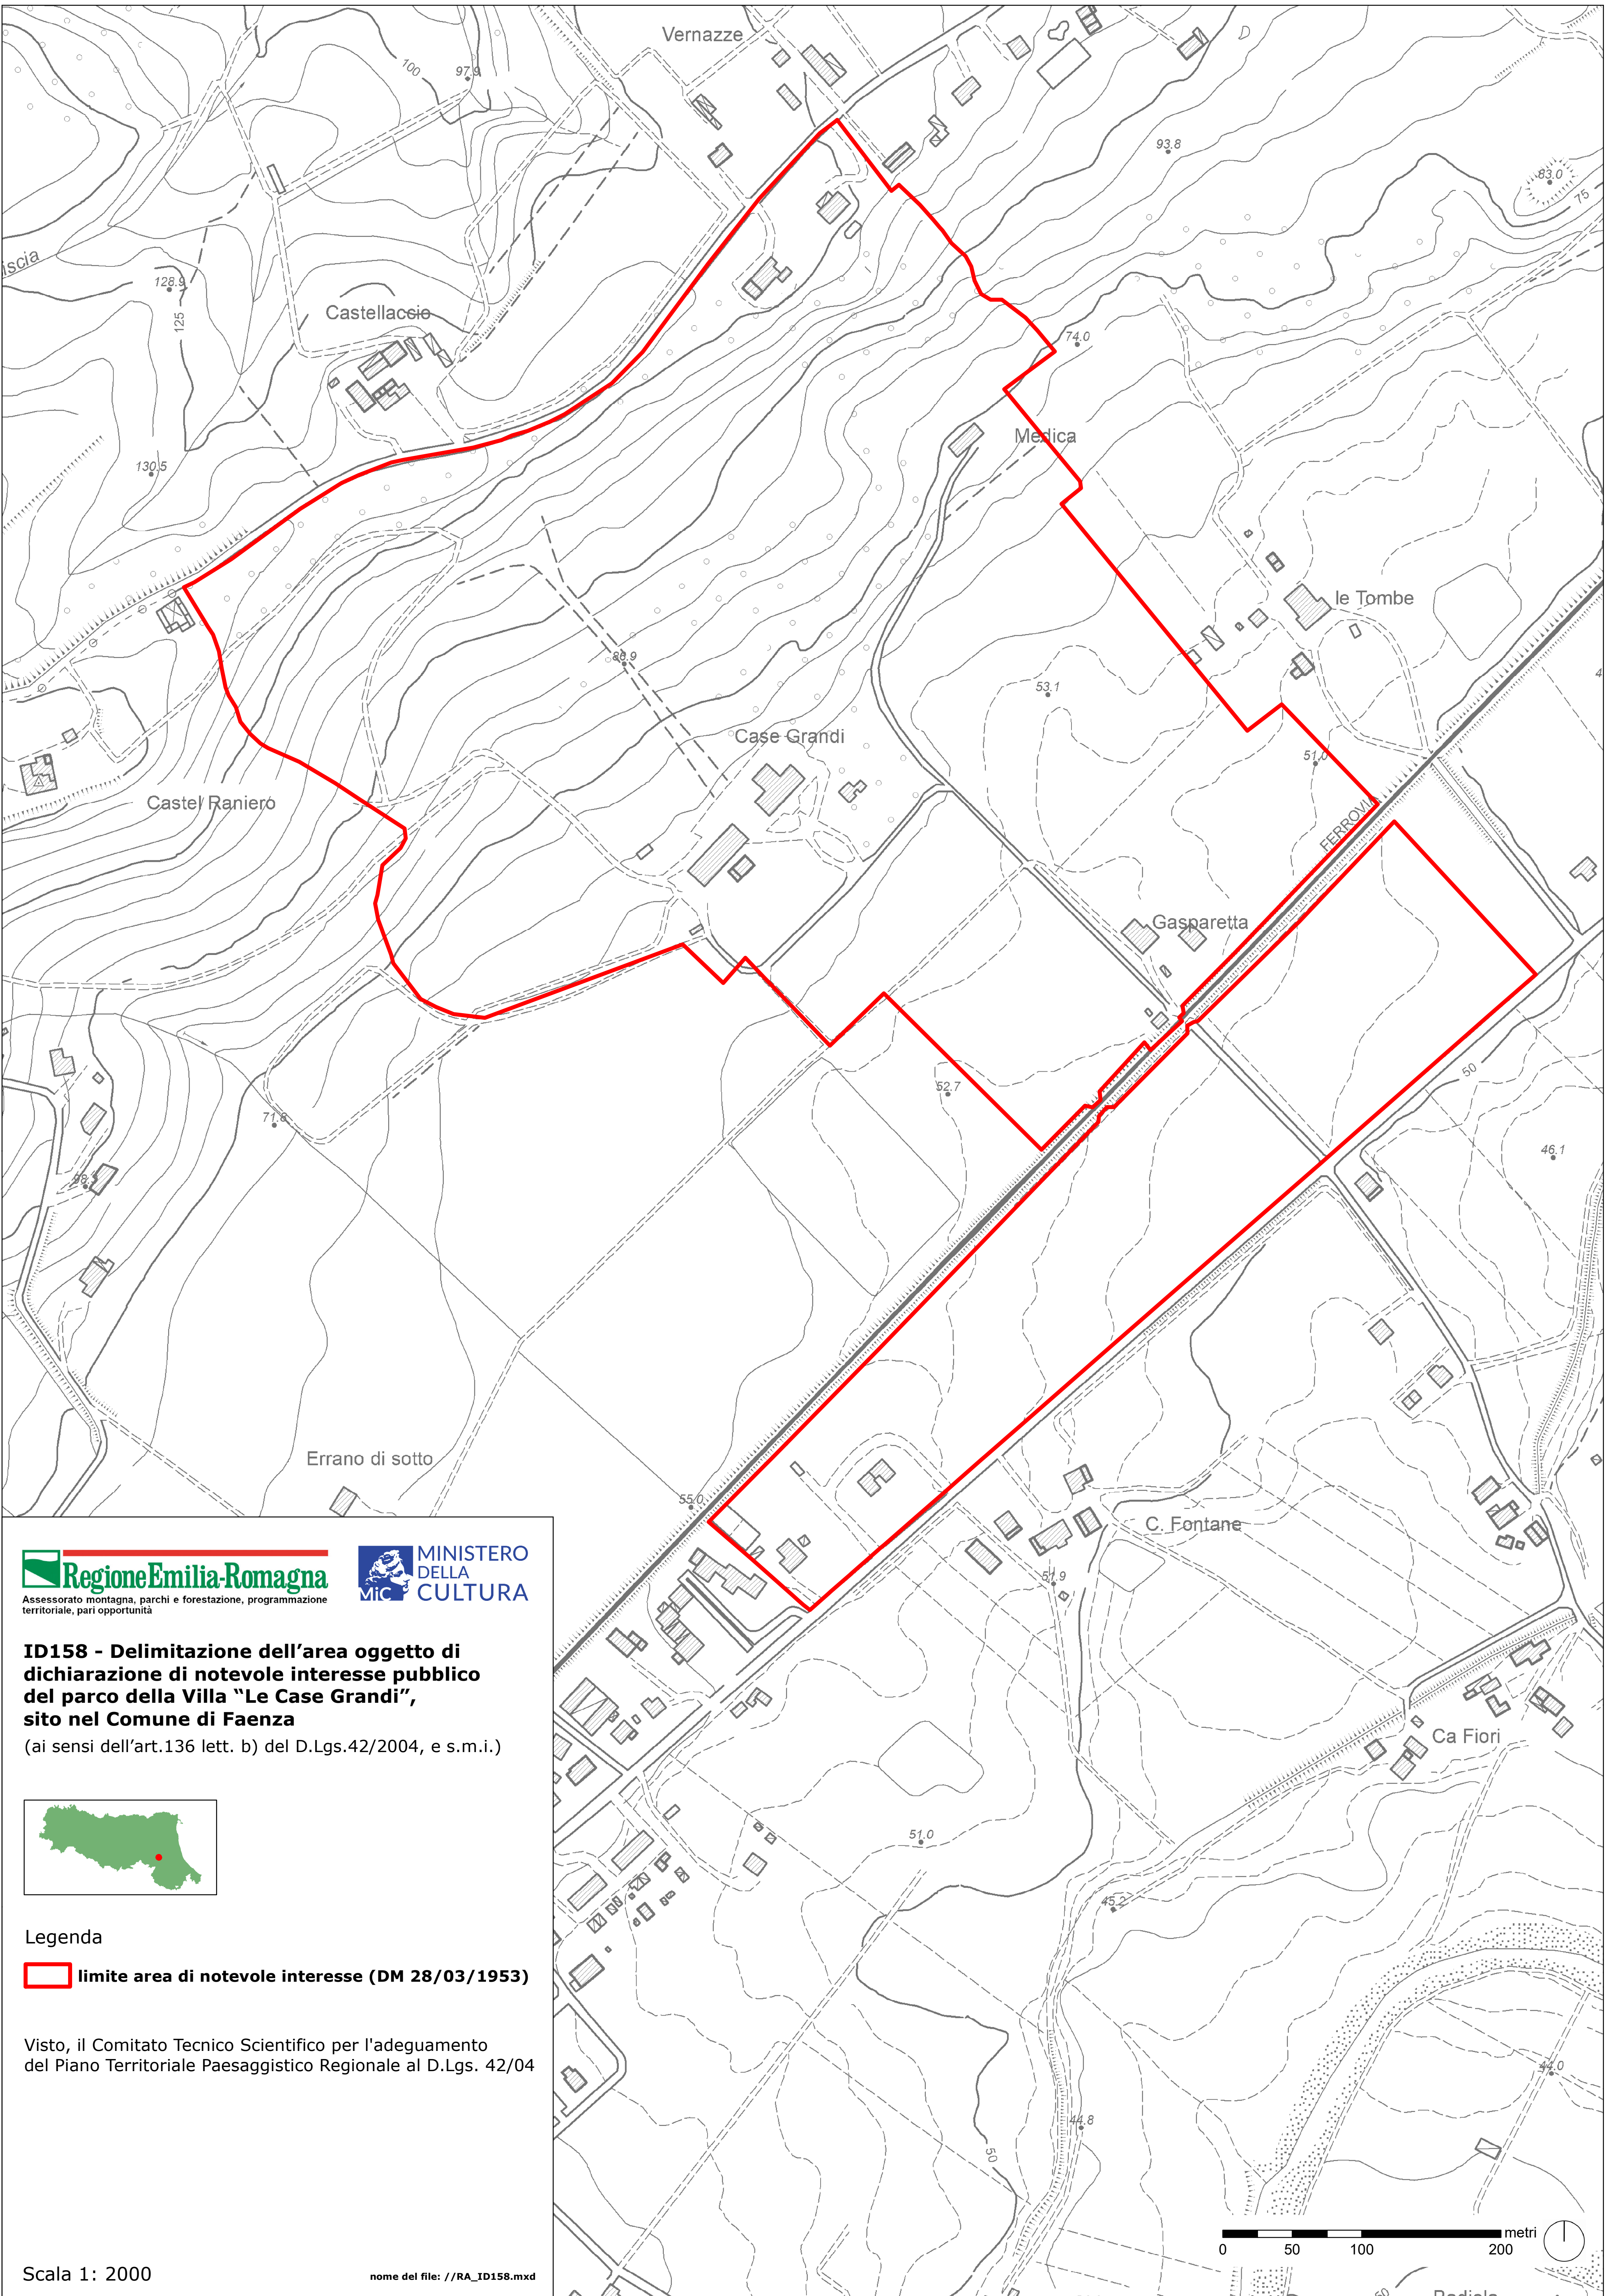 Vernazze
100
97.9
93.8
83.0
75
iscia
128.9
125
Castellaccio
74.0
Medica
130.5
le Tombe
86.9
53.1
Case Grandi
51.0
Castel Raniero
FERROVIA
Gasparetta
52.7
50
71.8
46.1
Errano di sotto
55.0
C. Fontane
51.9
Ca Fiori
51.0
45.2
44.0
44.8
50
RegioneEmilia-Romagna
Assessorato montagna, parchi e forestazione, programmazione
territoriale, pari opportunità
MiC
MINISTERO
DELLA
CULTURA
ID158 - Delimitazione dell’area oggetto di
dichiarazione di notevole interesse pubblico
del parco della Villa “Le Case Grandi”,
sito nel Comune di Faenza
(ai sensi dell’art.136 lett. b) del D.Lgs.42/2004, e s.m.i.)
Legenda
limite area di notevole interesse (DM 28/03/1953)
Visto, il Comitato Tecnico Scientifico per l'adeguamento
del Piano Territoriale Paesaggistico Regionale al D.Lgs. 42/04
Scala 1: 2000
nome del file: //RA_ID158.mxd
metri
0 50 100 200